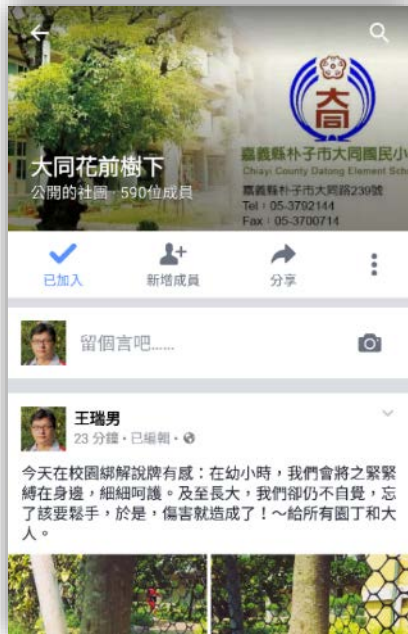 大同
嘉義縣朴子市大同國民小
Chiayi County Datong Element Scho
大同花前樹下
公開的社團·590位成員
嘉義縣朴子市大同路239號
Tel：05-3792144
Fax：05-3700714
已加入
新增成員
分享
留個言吧......
王瑞男
23 分鐘·已編輯·
今天在校園綁解說牌有感：在幼小時，我們會將之緊緊
縛在身邊，細細呵護。及至長大，我們卻仍不自覺，忘
了該要鬆手，於是，傷害就造成了！～給所有園丁和大
人。